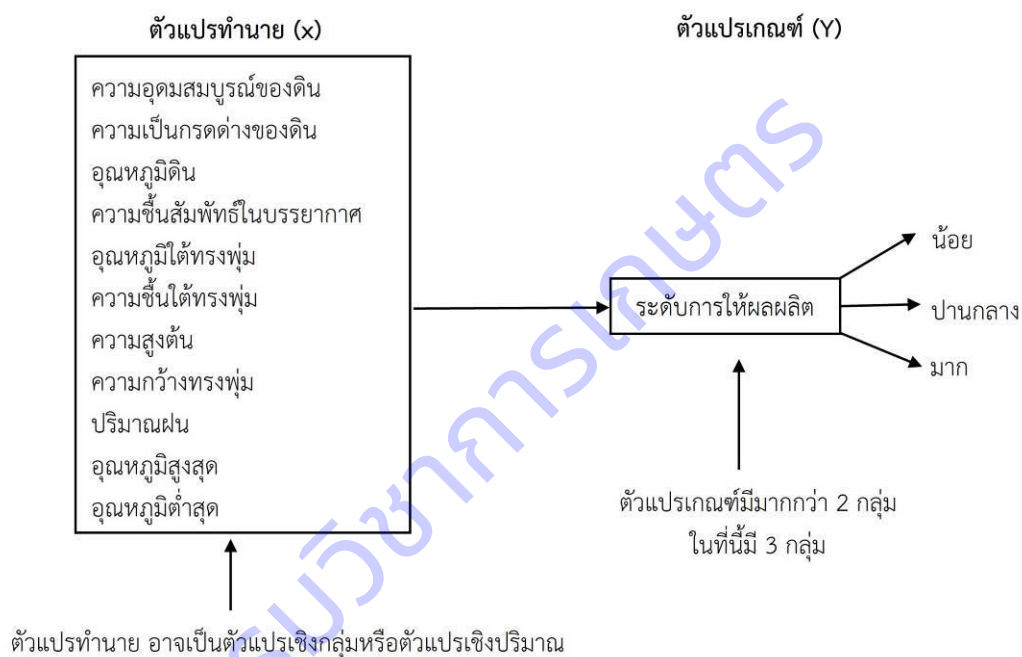 ตัวแปรทำนาย (x)
ตัวแปรเกณฑ์ (Y)
ความอุดมสมบูรณ์ของดิน
ความเป็นกรดด่างของดิน
อุณหภูมิดิน
ความชื้นสัมพัทธ์ในบรรยากาศ
อุณหภูมิใต้ทรงพุ่ม
ความชื้นใต้ทรงพุ่ม
ความสูงต้น
ความกว้างทรงพุ่ม
ปริมาณฝน
อุณหภูมิสูงสุด
อุณหภูมิต่ำสุด
ระดับการให้ผลผลิต
น้อย
ปานกลาง
มาก
ตัวแปรเกณฑ์มีมากกว่า 2 กลุ่ม
ในที่นี้มี 3 กลุ่ม
ตัวแปรทำนาย อาจเป็นตัวแปรเชิงกลุ่มหรือตัวแปรเชิงปริมาณ
รมวิชาการเกษตร